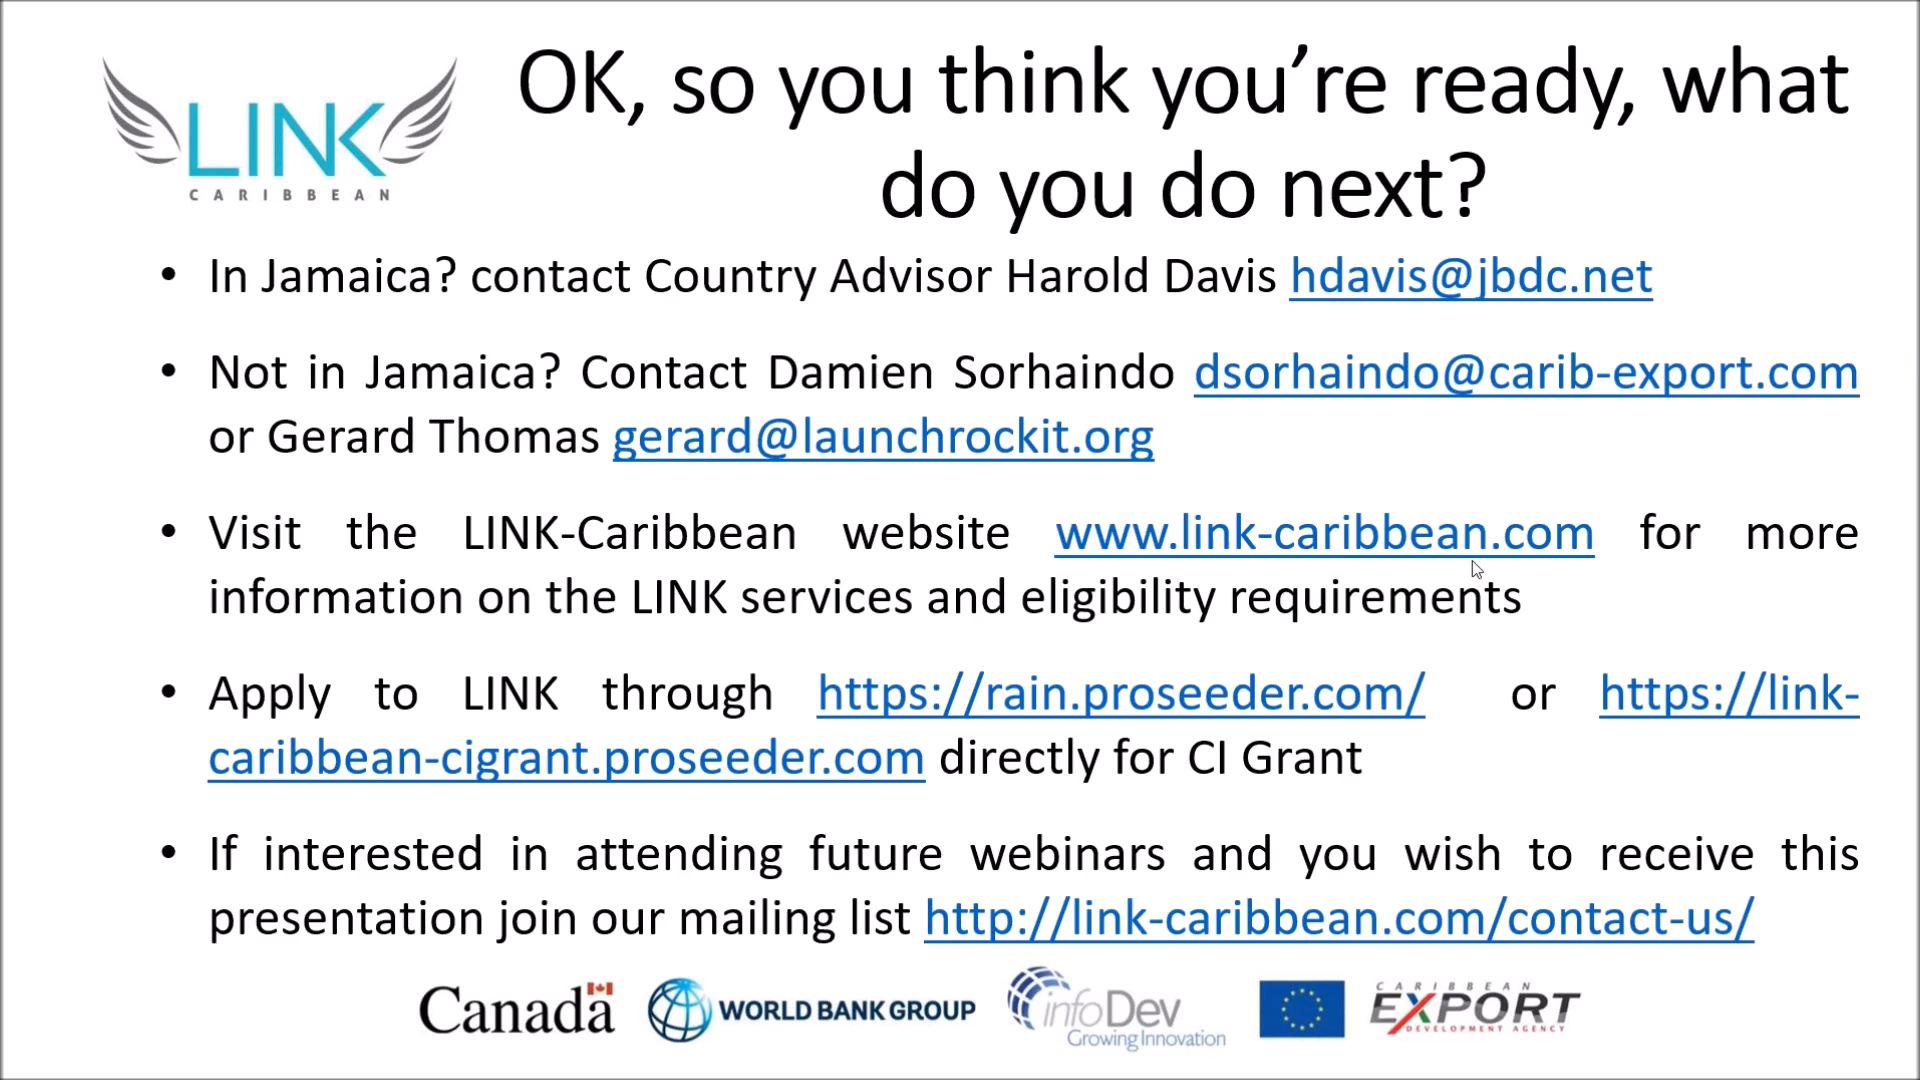 LINK
CARIBBEAN
OK, so you think you’re ready, what
do you do next?
• In Jamaica? contact Country Advisor Harold Davis hdavis@jbdc.net
• Not in Jamaica? Contact Damien Sorhaindo dsorhaindo@carib-export.com
or Gerard Thomas gerard@launchrockit.org
• Visit the LINK-Caribbean website www.link-caribbean.com for more
information on the LINK services and eligibility requirements
• Apply to LINK through https://rain.proseeder.com/ or https://link-
caribbean-cigrant.proseeder.com directly for CI Grant
• If interested in attending future webinars and you wish to receive this
presentation join our mailing list http://link-caribbean.com/contact-us/
Canada
WORLD BANK GROUP
infoDev
Growing Innovation
CARIBBEAN
EXPORT
DEVELOPMENT AGENCY